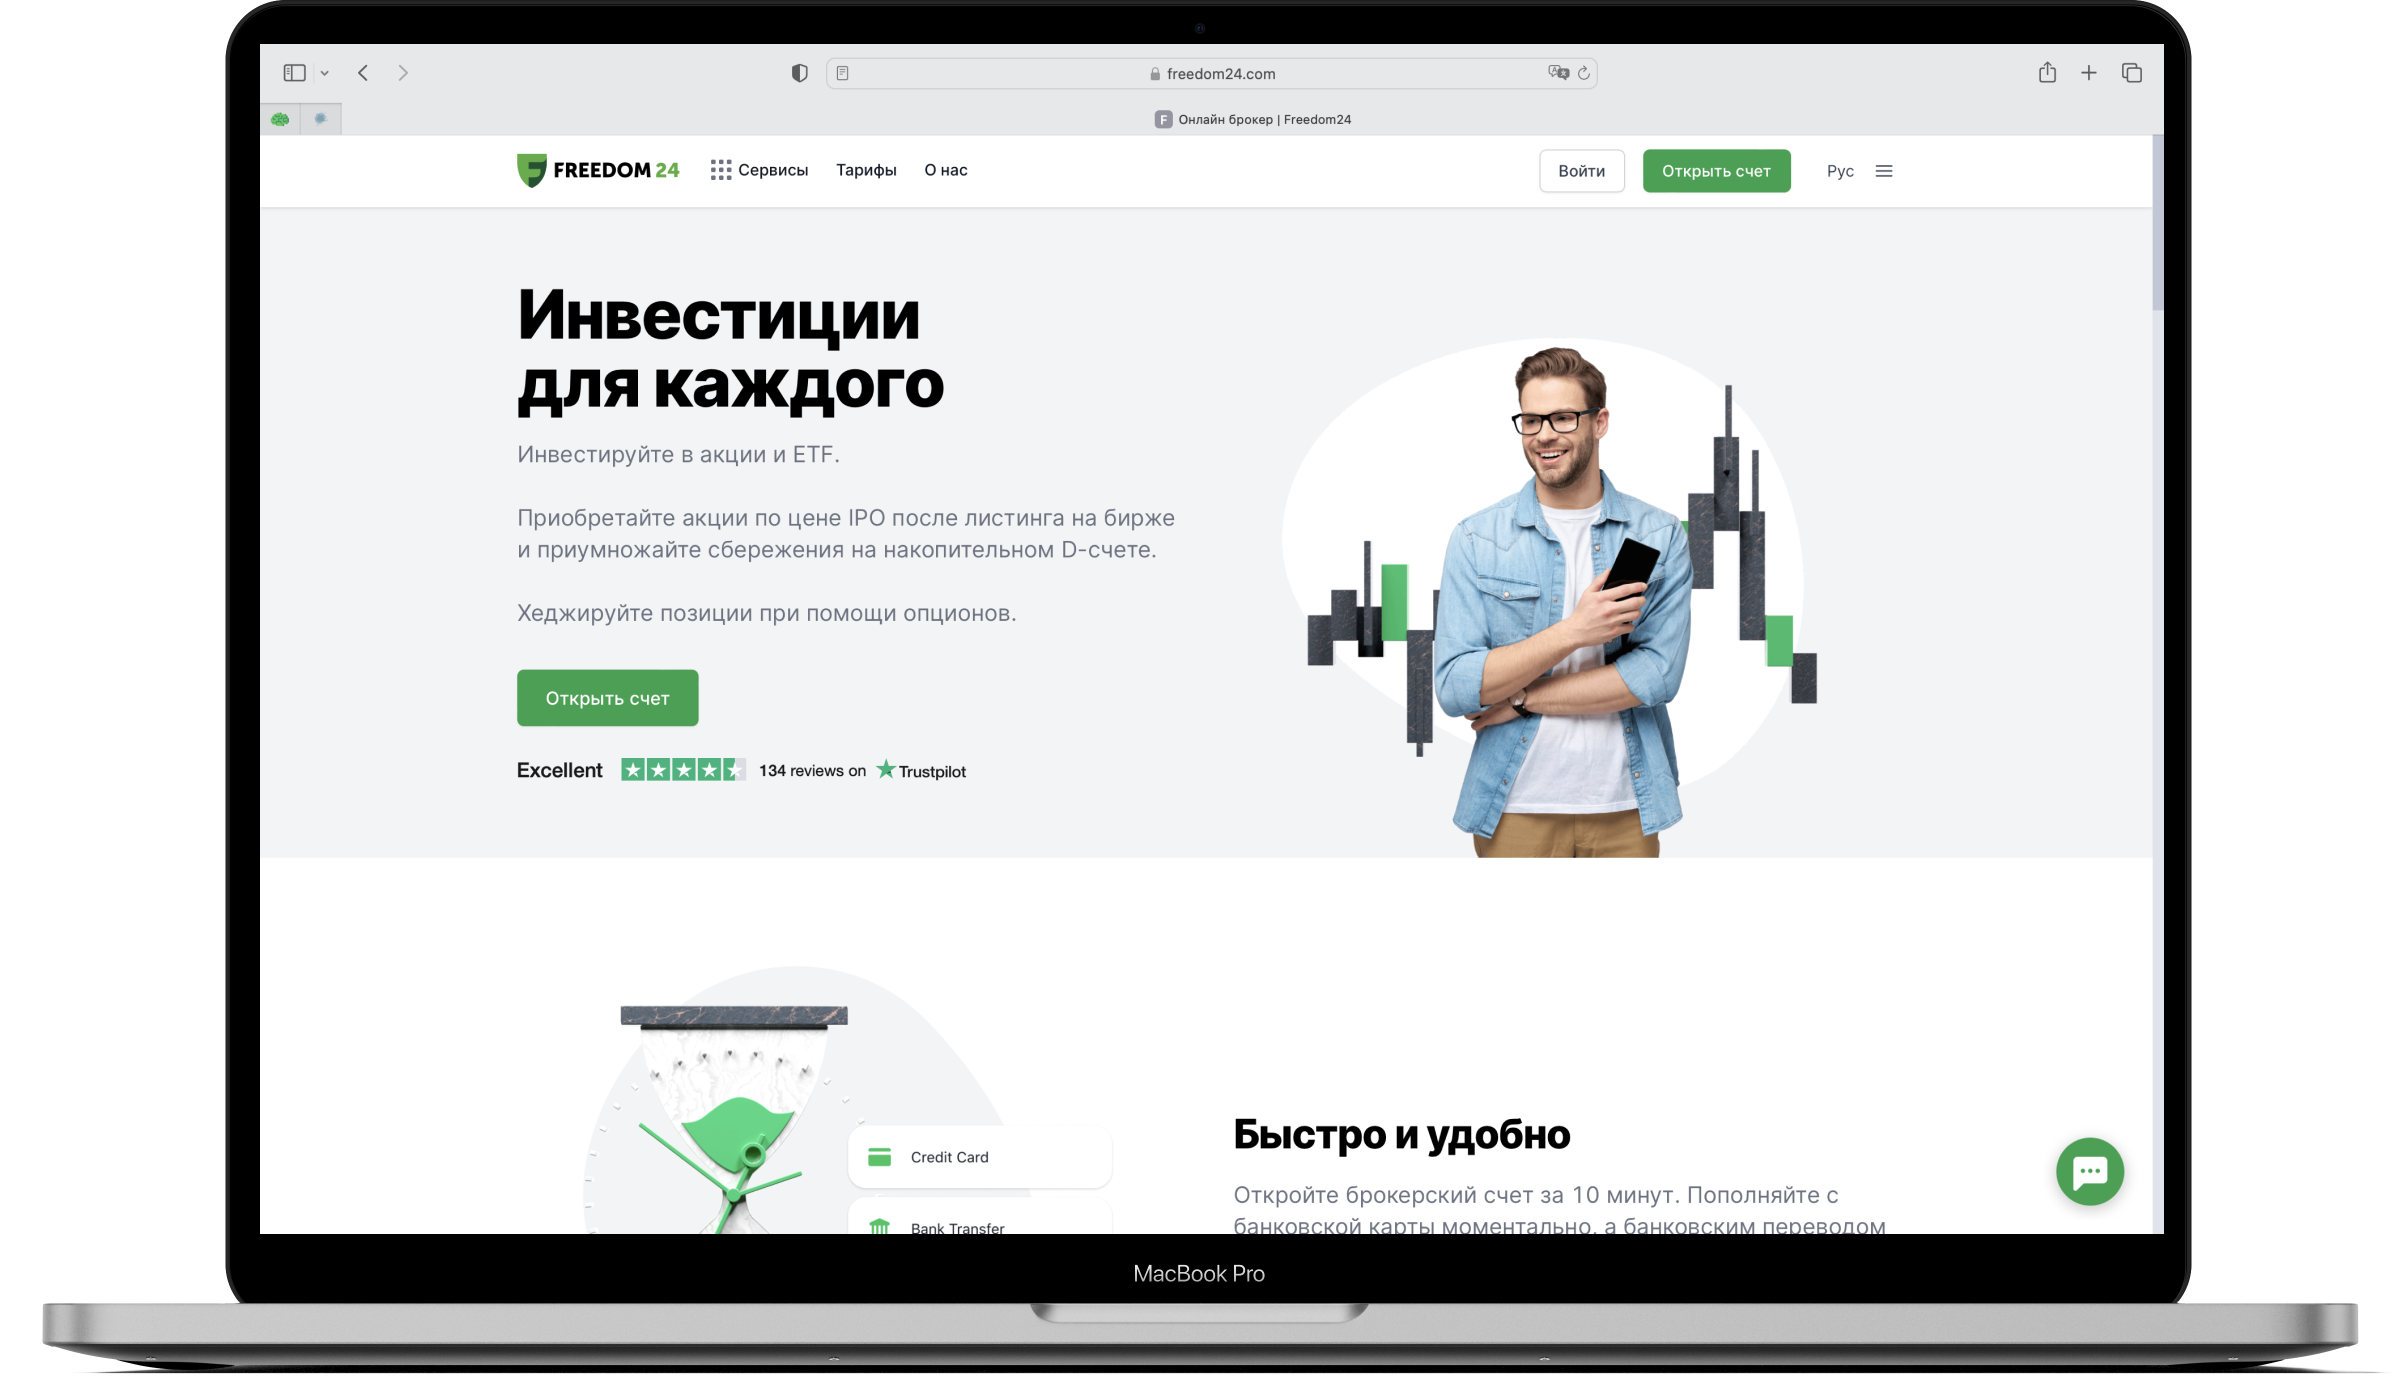 freedom24.com
F Онлайн брокер | Freedom24
FREEDOM 24
Сервисы
Тарифы
О нас
Войти
Открыть счет
Рус
Инвестиции
для каждого
Инвестируйте в акции и ETF.
Приобретайте акции по цене IPO после листинга на бирже
и приумножайте сбережения на накопительном D-счете.
Хеджируйте позиции при помощи опционов.
Открыть счет
Excellent
134 reviews on
Trustpilot
Credit Card
Bank Transfer
Быстро и удобно
Откройте брокерский счет за 10 минут. Пополняйте с
банковской карты моментально, а банковским переводом
MacBook Pro